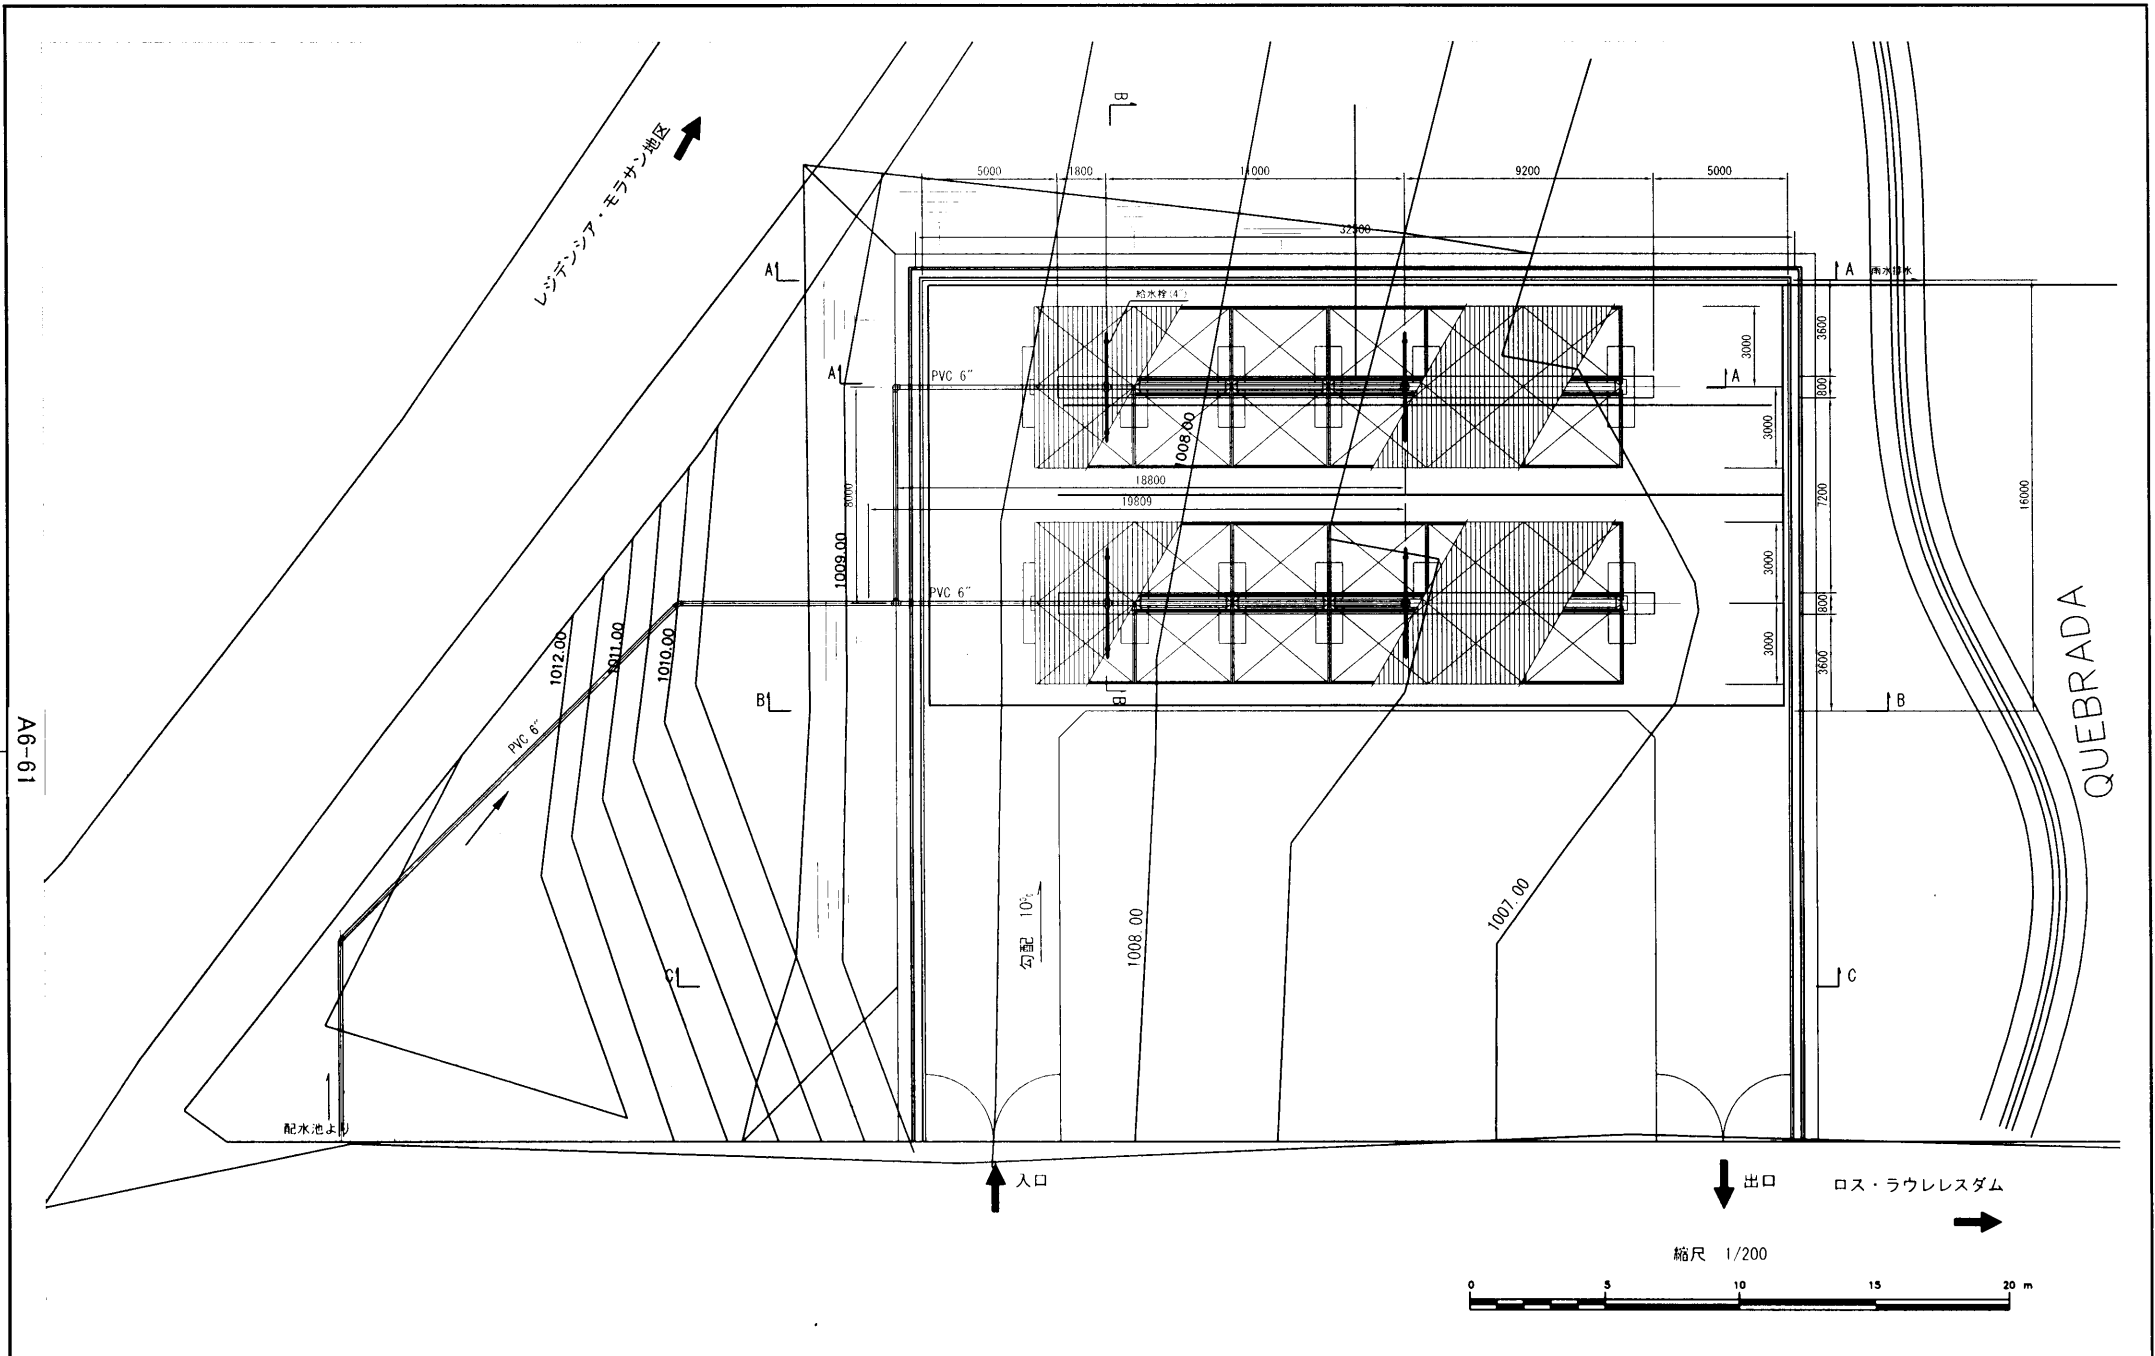 レジデンシア・モラサン地区
B
5000
1800
11000
9200
5000
32500
A
A
雨水排水
給水栓(4")
A
PVC 6"
A
3000
3600
800
3000
1008.00
18800
19809
8000
7200
16000
1009.00
PVC 6"
3000
800
3000
3600
1012.00
1011.00
1010.00
B
B
B
PVC 6"
QUEBRADA
A6-61
勾配 10%
1008.00
1007.00
C
C
配水池より
入口
出口
ロス・ラウレレスダム
縮尺 1/200
0 5 10 15 20 m